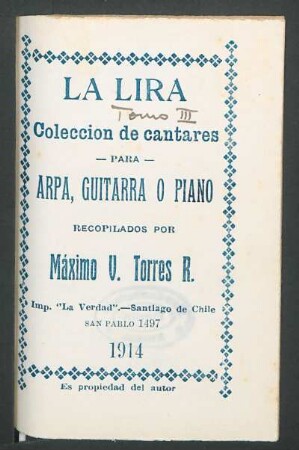 LA LIRA
Tomo III
Coleccion de cantares
— PARA —
ARPA, GUITARRA O PIANO
RECOPILADOS POR
Máximo V. Torres R.
Imp. "La Verdad".—Santiago de Chile
SAN PABLO 1497
1914
Es propiedad del autor